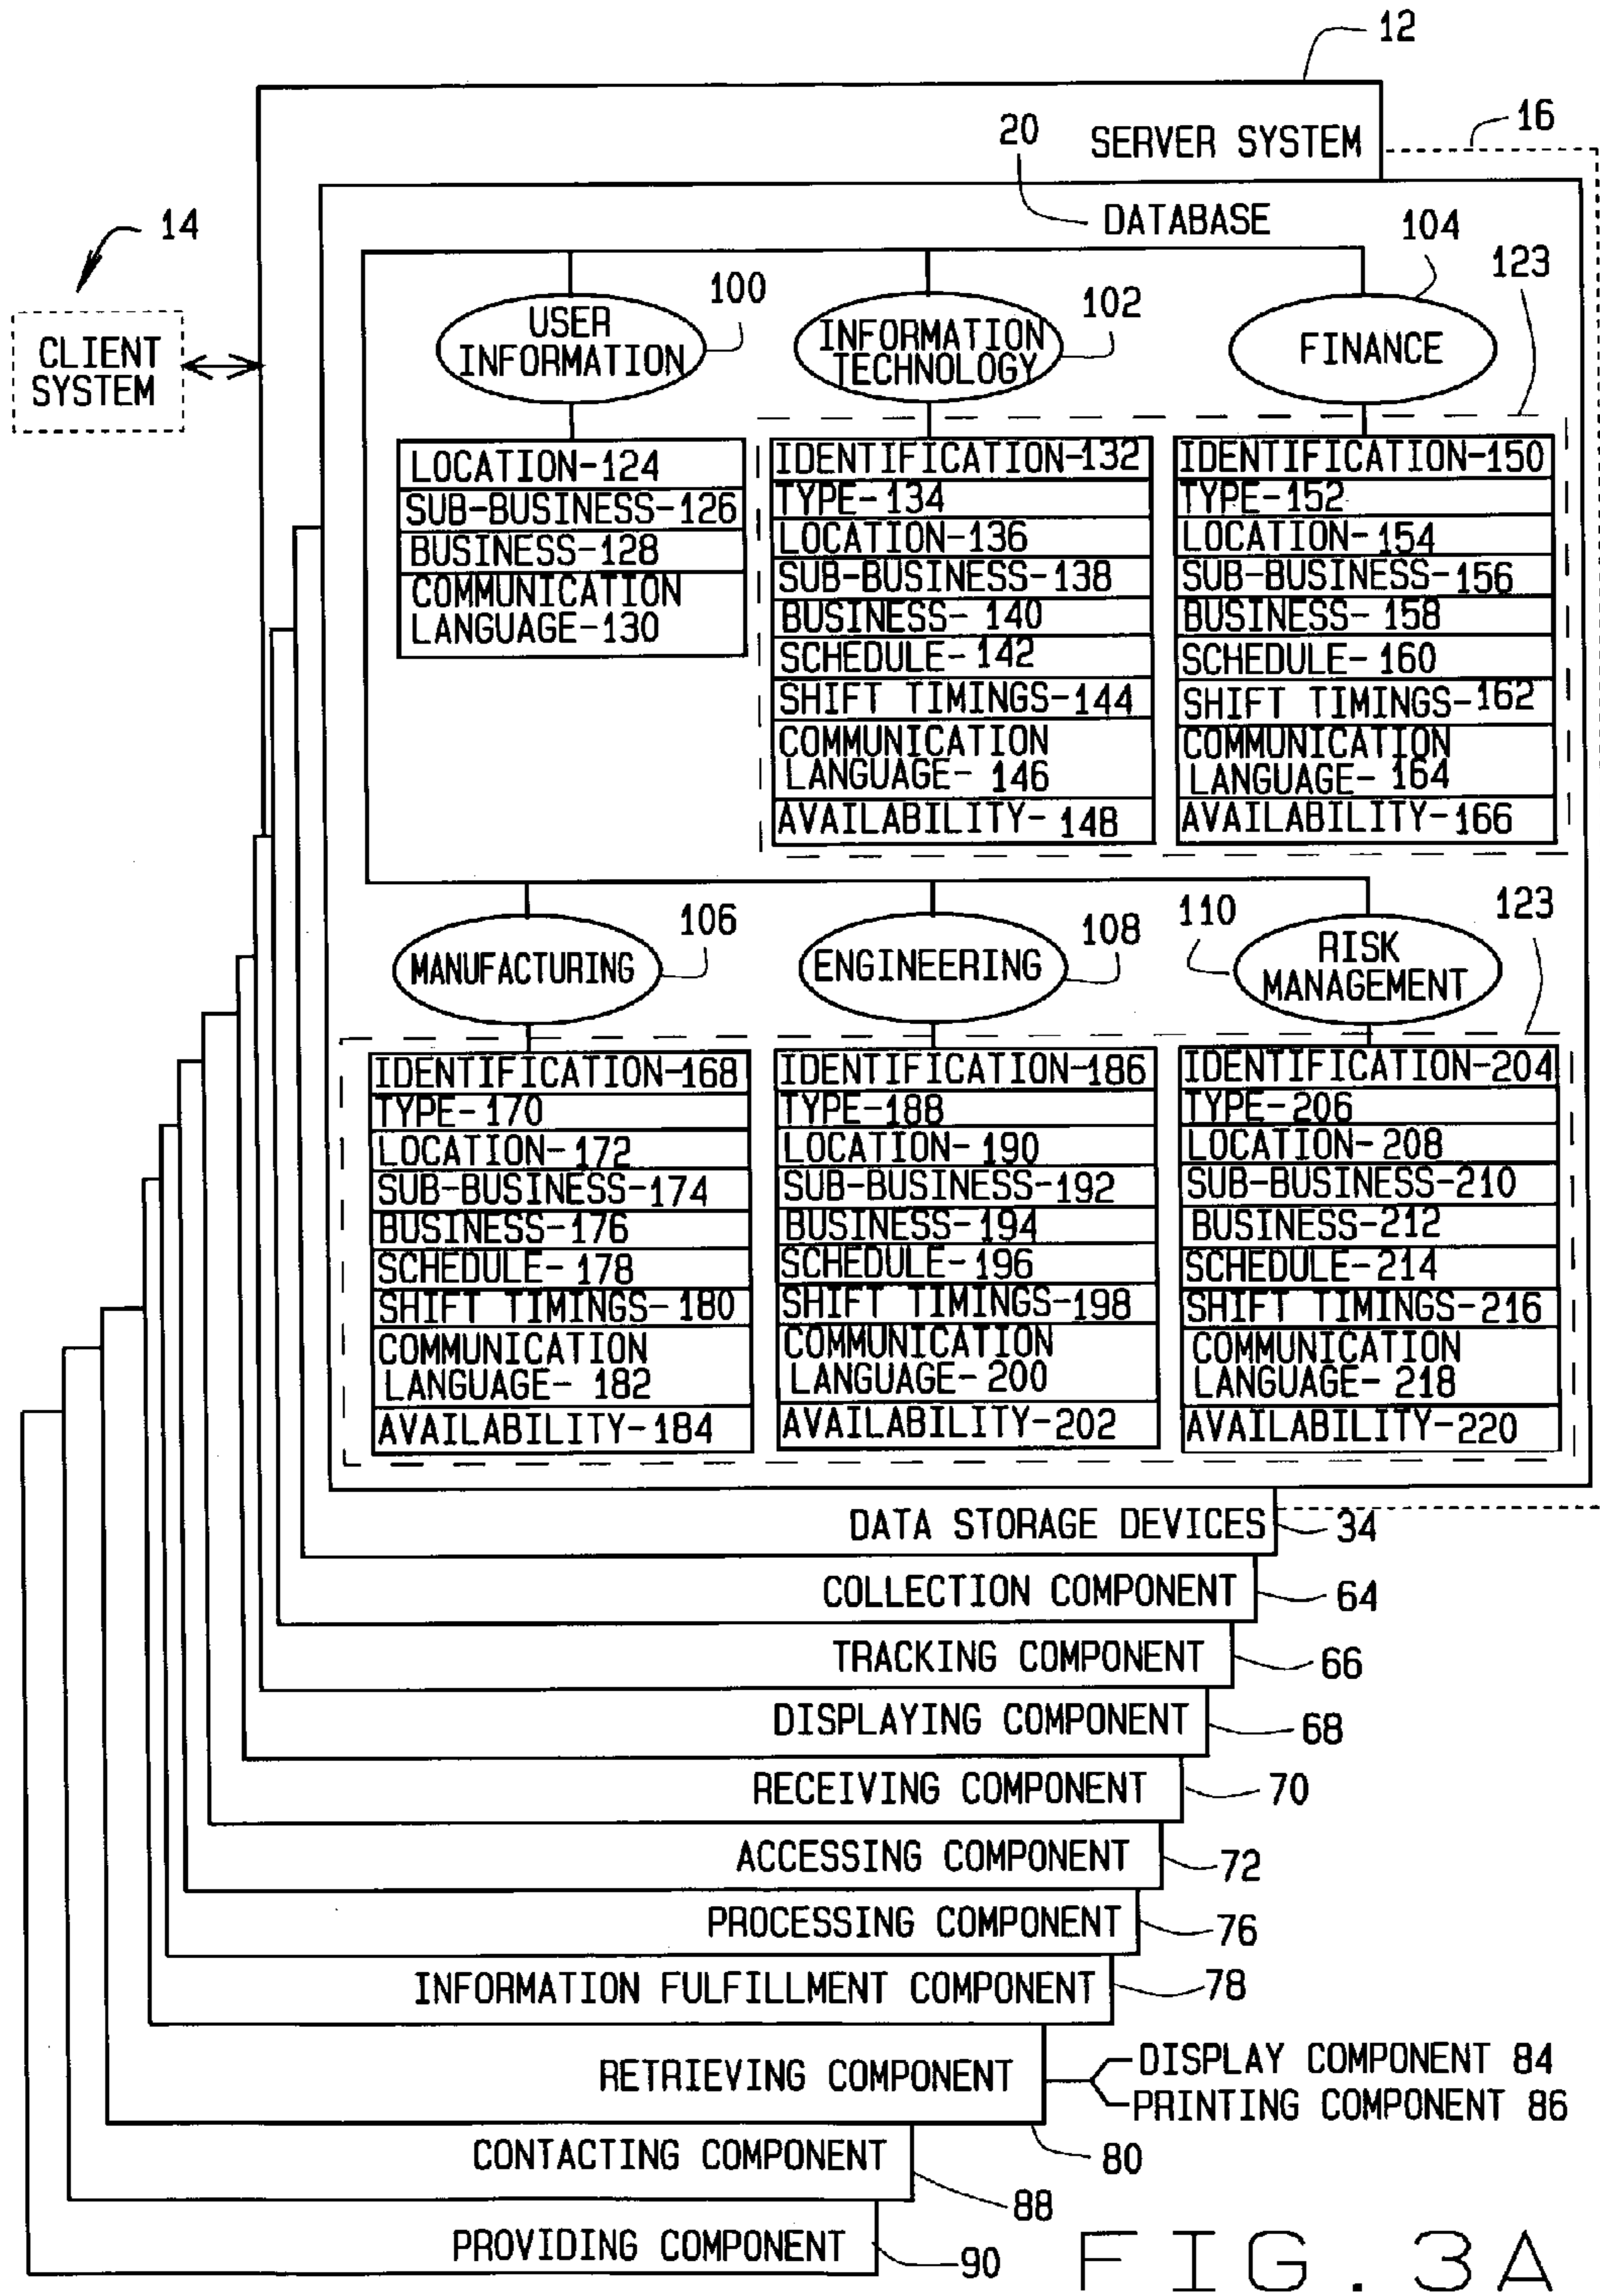 12
SERVER SYSTEM
16
20
DATABASE
14
CLIENT
SYSTEM
100
102
104
123
USER
INFORMATION
INFORMATION
TECHNOLOGY
FINANCE
LOCATION-124
SUB-BUSINESS-126
BUSINESS-128
COMMUNICATION
LANGUAGE-130
IDENTIFICATION-132
TYPE-134
LOCATION-136
SUB-BUSINESS-138
BUSINESS-140
SCHEDULE-142
SHIFT TIMINGS-144
COMMUNICATION
LANGUAGE-146
AVAILABILITY-148
IDENTIFICATION-150
TYPE-152
LOCATION-154
SUB-BUSINESS-156
BUSINESS-158
SCHEDULE-160
SHIFT TIMINGS-162
COMMUNICATION
LANGUAGE-164
AVAILABILITY-166
106
108
110
123
MANUFACTURING
ENGINEERING
RISK
MANAGEMENT
IDENTIFICATION-168
TYPE-170
LOCATION-172
SUB-BUSINESS-174
BUSINESS-176
SCHEDULE-178
SHIFT TIMINGS-180
COMMUNICATION
LANGUAGE-182
AVAILABILITY-184
IDENTIFICATION-186
TYPE-188
LOCATION-190
SUB-BUSINESS-192
BUSINESS-194
SCHEDULE-196
SHIFT TIMINGS-198
COMMUNICATION
LANGUAGE-200
AVAILABILITY-202
IDENTIFICATION-204
TYPE-206
LOCATION-208
SUB-BUSINESS-210
BUSINESS-212
SCHEDULE-214
SHIFT TIMINGS-216
COMMUNICATION
LANGUAGE-218
AVAILABILITY-220
DATA STORAGE DEVICES 34
COLLECTION COMPONENT 64
TRACKING COMPONENT 66
DISPLAYING COMPONENT 68
RECEIVING COMPONENT 70
ACCESSING COMPONENT 72
PROCESSING COMPONENT 76
INFORMATION FULFILLMENT COMPONENT 78
RETRIEVING COMPONENT
DISPLAY COMPONENT 84
PRINTING COMPONENT 86
80
CONTACTING COMPONENT
88
PROVIDING COMPONENT 90
FIG. 3A